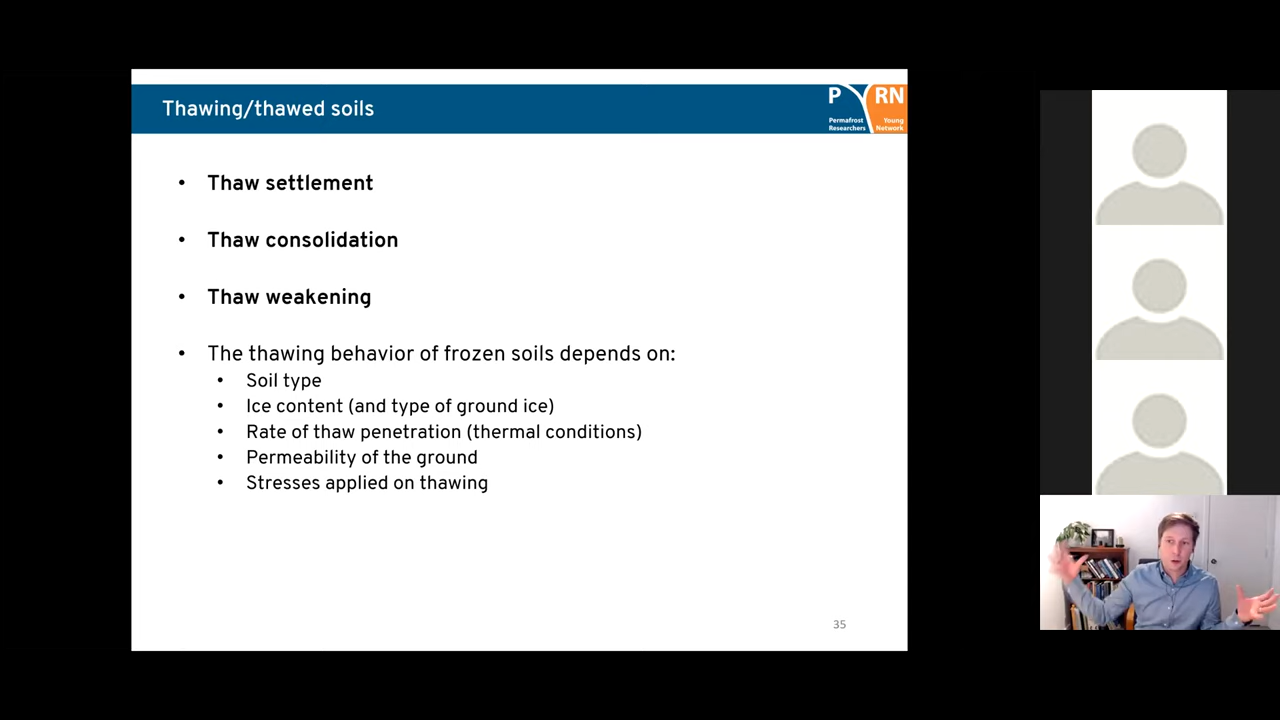 Thawing/thawed soils
P RN
Permafrost Young
Researchers Network
• Thaw settlement
• Thaw consolidation
• Thaw weakening
• The thawing behavior of frozen soils depends on:
• Soil type
• Ice content (and type of ground ice)
• Rate of thaw penetration (thermal conditions)
• Permeability of the ground
• Stresses applied on thawing
35